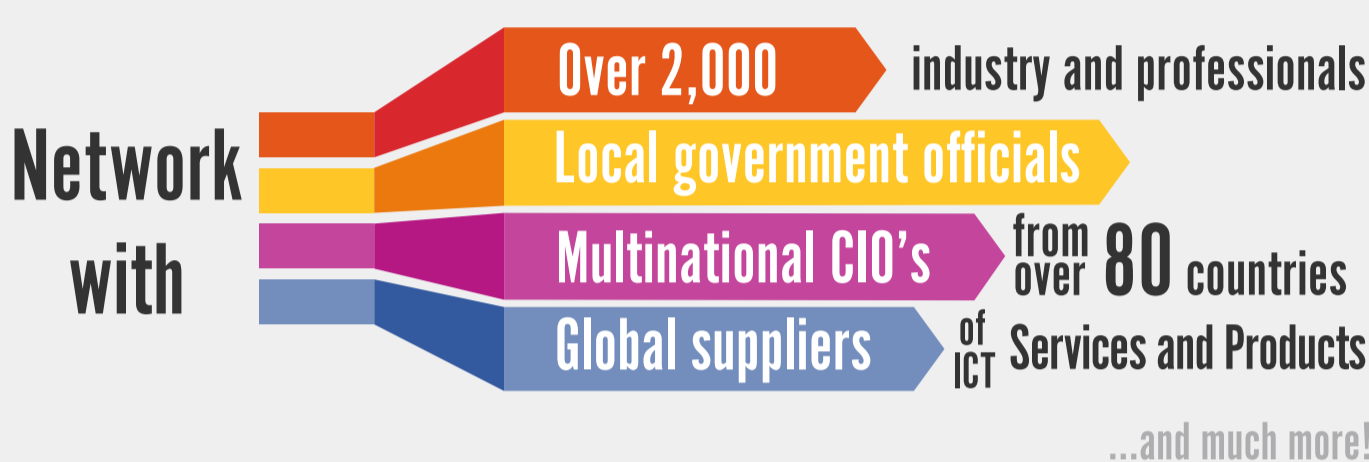 Network
with
Over 2,000 industry and professionals
Local government officials
Multinational CIO's from over 80 countries
Global suppliers of ICT Services and Products
...and much more!